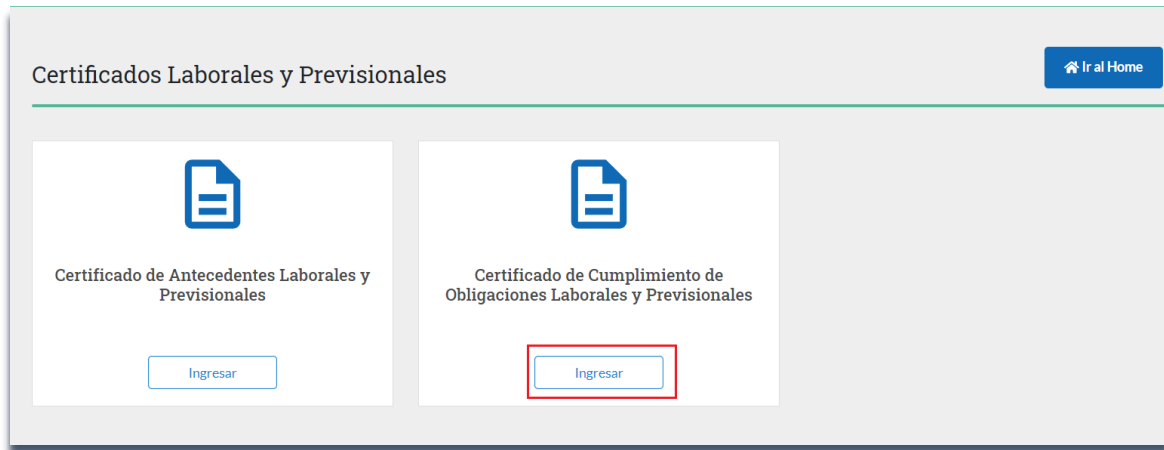 Certificados Laborales y Previsionales
Ir al Home
Certificado de Antecedentes Laborales y
Previsionales
Ingresar
Certificado de Cumplimiento de
Obligaciones Laborales y Previsionales
Ingresar